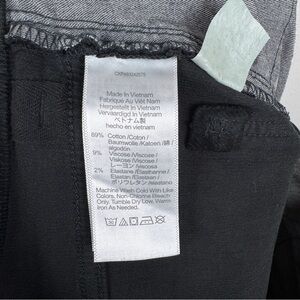 Made In Vietnam
Fabriqué Au Viêt Nam
Hergestellt in Vietnam
ベトナム製
hecho en vietnam
89% Cotton /Coton /
Baumwolle /Katoen / 綿
/ algodón
9% Viscose /Viscose /
Viskose /Viscose /
レーヨン /Viscosa
2% Elastane /Élasthanne /
Elastan /Elastaan /
ポリウレタン /elastano
Machine Wash Cold With Like
Colors. Non-Chlorine Bleach
Only. Tumble Dry Low. Warm
Iron As Needed.